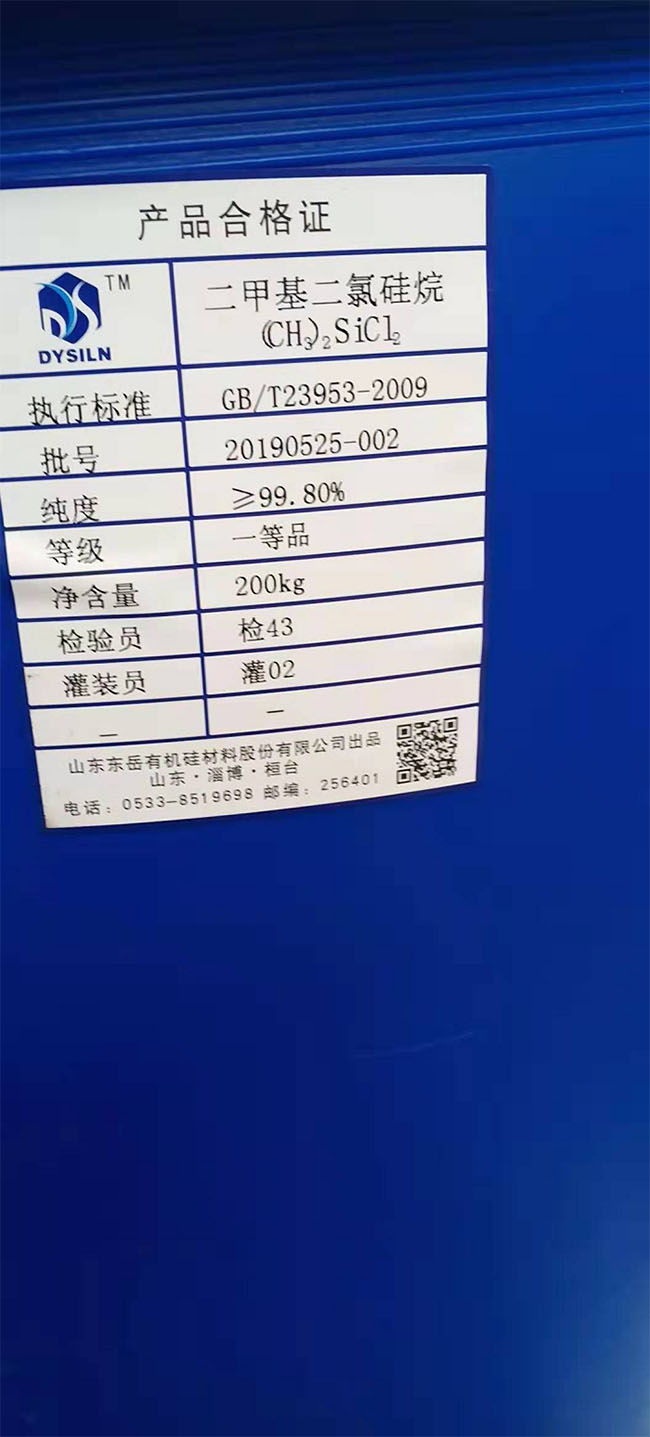 产品合格证
TM
DYSILN
二甲基二氯硅烷
(CH₃)₂SiCl₂
执行标准 GB/T23953-2009
批号 20190525-002
纯度 ≥99.80%
等级 一等品
净含量 200kg
检验员 检43
灌装员 灌02
— —
山东东岳有机硅材料股份有限公司出品
山东·淄博·桓台
电话：0533-8519698 邮编：256401